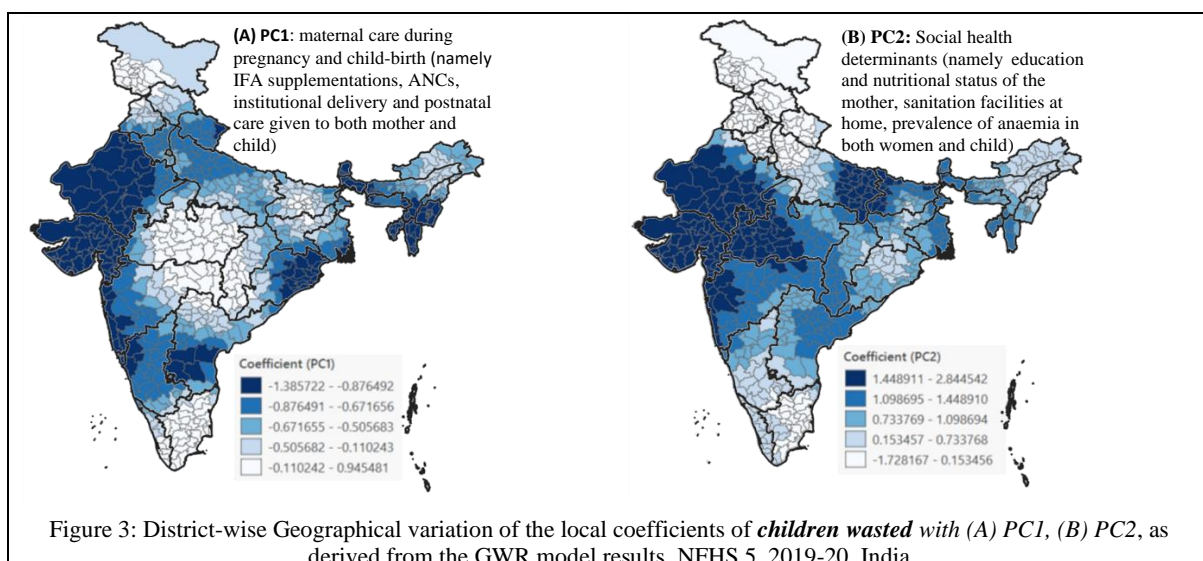 (A) PC1: maternal care during
pregnancy and child-birth (namely
IFA supplementations, ANCs,
institutional delivery and postnatal
care given to both mother and
child)
Coefficient (PC1)
-1.385722 - -0.876492
-0.876491 - -0.671656
-0.671655 - -0.505683
-0.505682 - -0.110243
-0.110242 - 0.945481
(B) PC2: Social health
determinants (namely education
and nutritional status of the
mother, sanitation facilities at
home, prevalence of anaemia in
both women and child)
Coefficient (PC2)
1.448911 - 2.844542
1.098695 - 1.448910
0.733769 - 1.098694
0.153457 - 0.733768
-1.728167 - 0.153456
Figure 3: District-wise Geographical variation of the local coefficients of children wasted with (A) PC1, (B) PC2, as
derived from the GWR model results, NFHS 5, 2019-20, India